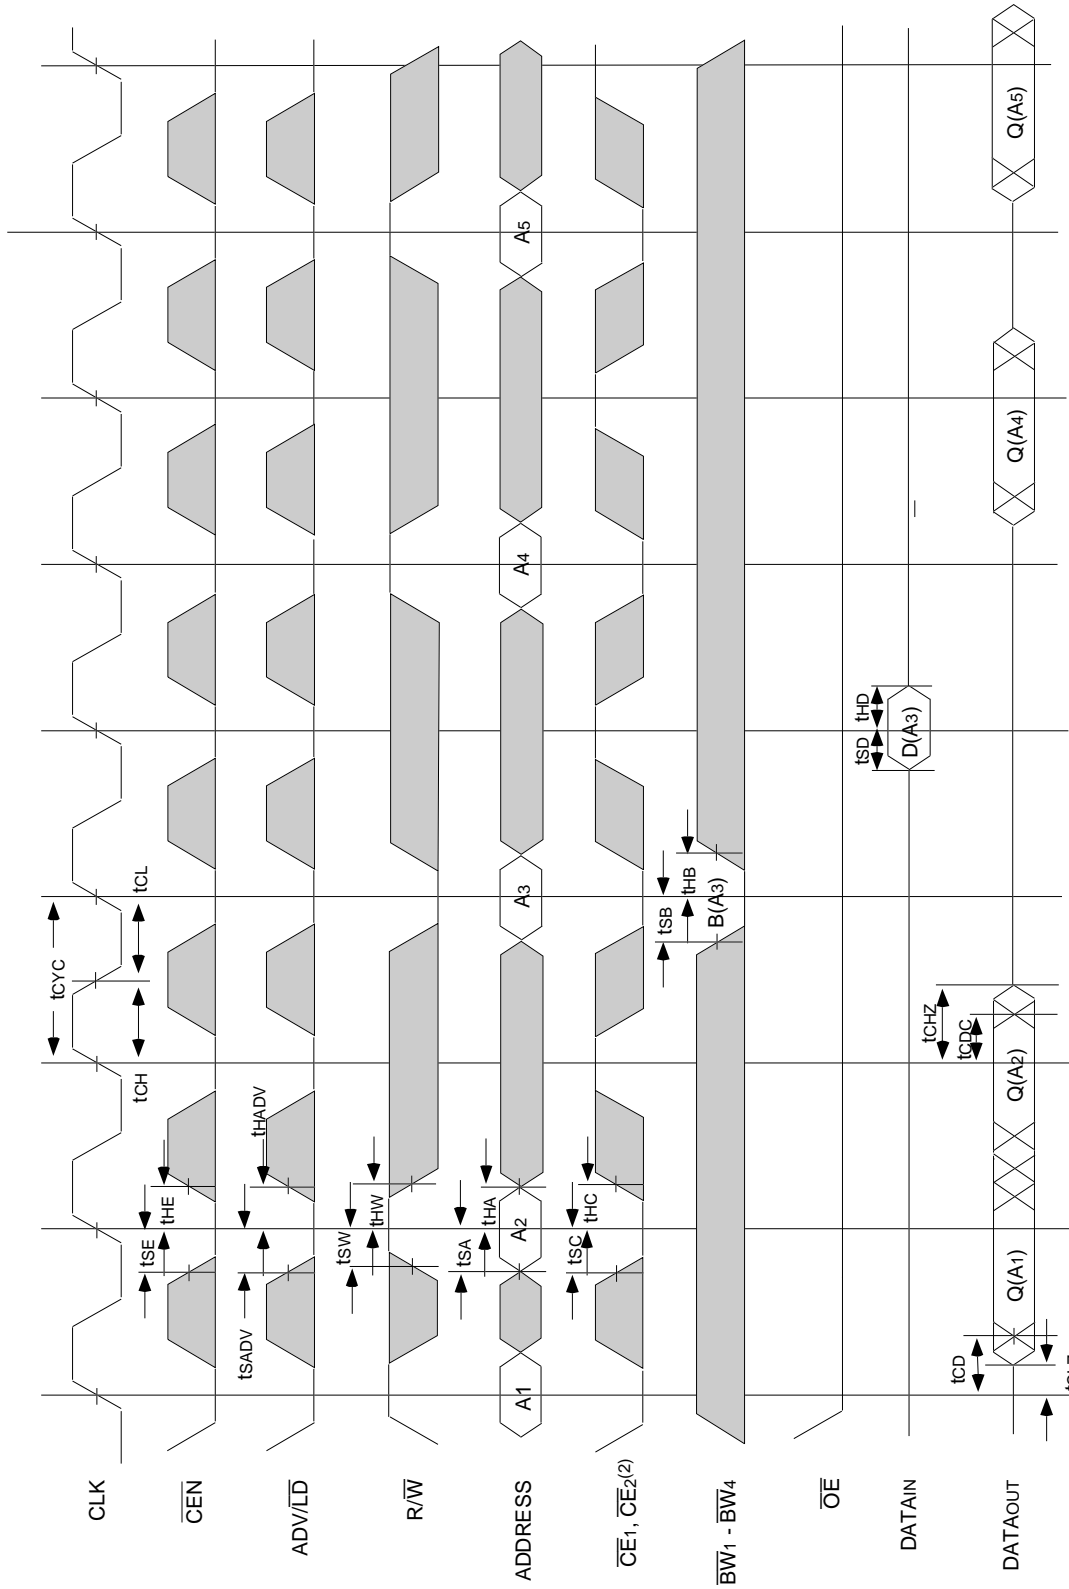 CLK
tCYC
tCH
tCL
CEN
tSE
tHE
ADV/LD
tSADV
tHADV
R/W
tSW
tHW
ADDRESS
A1
tSA
tHA
A2
A3
A4
A5
CE1, CE2(2)
tSC
tHC
BW1 - BW4
tSB
tHB
B(A3)
OE
DATAIN
tSD
tHD
D(A3)
DATAOUT
tCD
Q(A1)
Q(A2)
tCHZ
tCDC
Q(A4)
Q(A5)